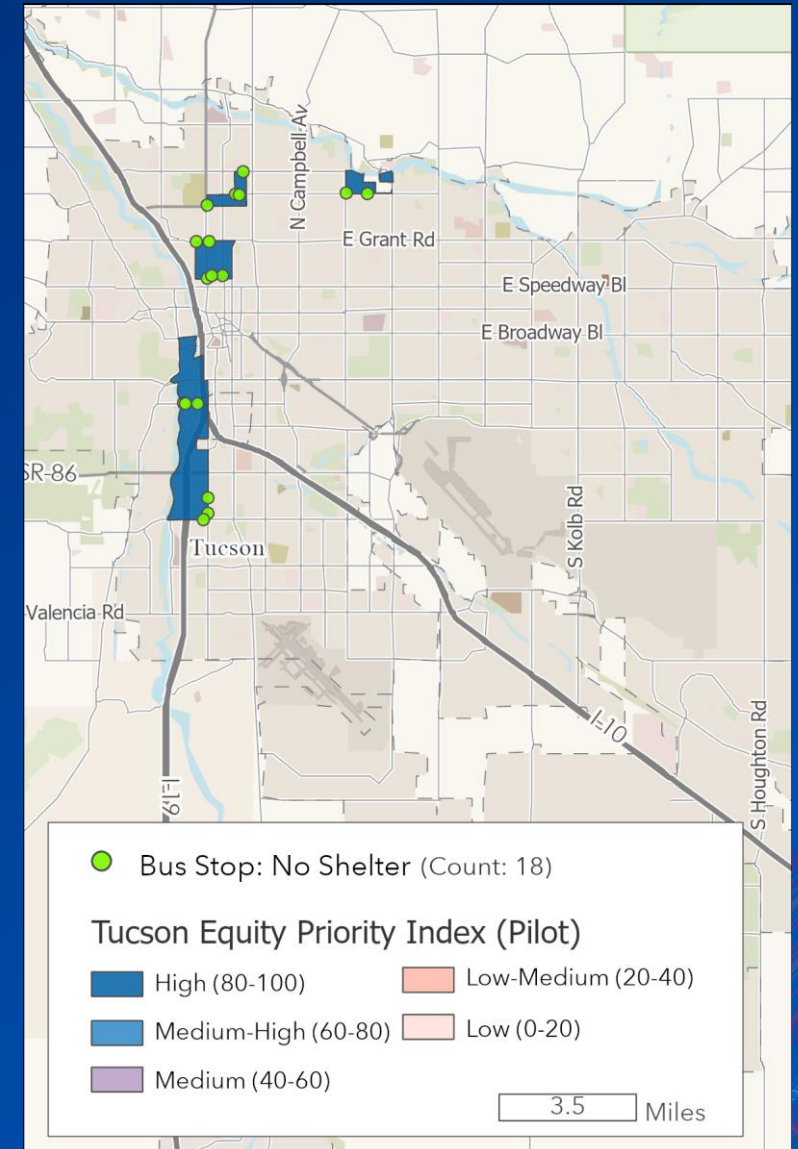 N Campbell Av
E Grant Rd
E Speedway Bl
E Broadway Bl
SR-86
S Kolb Rd
Tucson
Valencia Rd
I-10
S Houghton Rd
I-19
Bus Stop: No Shelter (Count: 18)
Tucson Equity Priority Index (Pilot)
High (80-100)
Low-Medium (20-40)
Medium-High (60-80)
Low (0-20)
Medium (40-60)
3.5 Miles